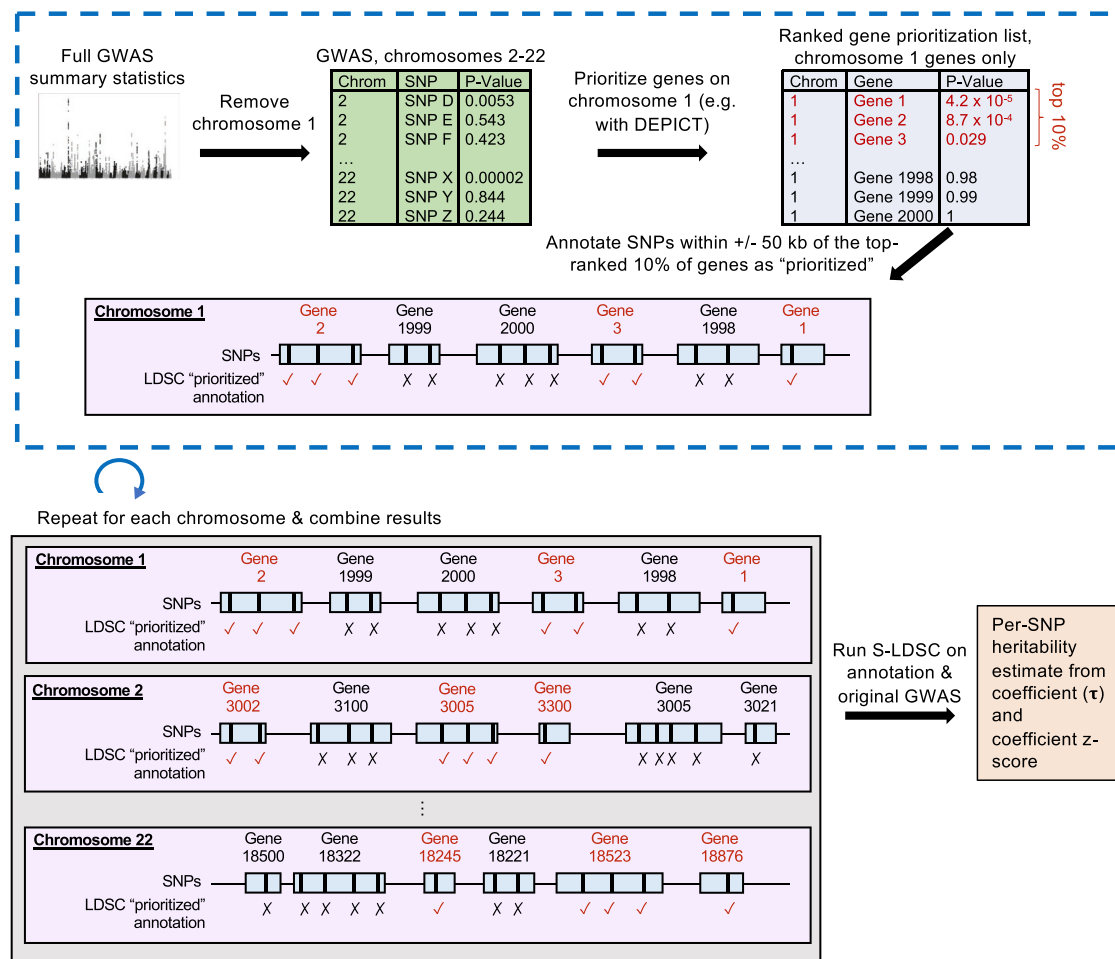 Full GWAS
summary statistics
Remove
chromosome 1
GWAS, chromosomes 2-22
Chrom SNP P-Value
2 SNP D 0.0053
2 SNP E 0.543
2 SNP F 0.423
...
22 SNP X 0.00002
22 SNP Y 0.844
22 SNP Z 0.244
Prioritize genes on
chromosome 1 (e.g.
with DEPICT)
Ranked gene prioritization list,
chromosome 1 genes only
Chrom Gene P-Value
1 Gene 1 4.2 x 10⁻⁵
1 Gene 2 8.7 x 10⁻⁴
1 Gene 3 0.029
...
1 Gene 1998 0.98
1 Gene 1999 0.99
1 Gene 2000 1
top 10%
Annotate SNPs within +/- 50 kb of the top-
ranked 10% of genes as “prioritized”
Chromosome 1
Gene Gene Gene Gene Gene Gene
2 1999 2000 3 1998 1
SNPs
LDSC “prioritized” ✓ ✓ ✓ ✗ ✗ ✗ ✗ ✗ ✓ ✓ ✗ ✗ ✓
annotation
Repeat for each chromosome & combine results
Chromosome 1
Gene Gene Gene Gene Gene Gene
2 1999 2000 3 1998 1
SNPs
LDSC “prioritized” ✓ ✓ ✓ ✗ ✗ ✗ ✗ ✗ ✓ ✓ ✗ ✗ ✓
annotation
Chromosome 2
Gene Gene Gene Gene Gene Gene
3002 3100 3005 3300 3005 3021
SNPs
LDSC “prioritized” ✓ ✓ ✗ ✗ ✗ ✓ ✓ ✓ ✓ ✗ ✗ ✗ ✗ ✗
annotation
⋮
Chromosome 22
Gene Gene Gene Gene Gene Gene
18500 18322 18245 18221 18523 18876
SNPs
LDSC “prioritized” ✗ ✗ ✗ ✗ ✗ ✓ ✗ ✗ ✓ ✓ ✓ ✓
annotation
Run S-LDSC on
annotation &
original GWAS
Per-SNP
heritability
estimate from
coefficient (τ)
and
coefficient z-
score